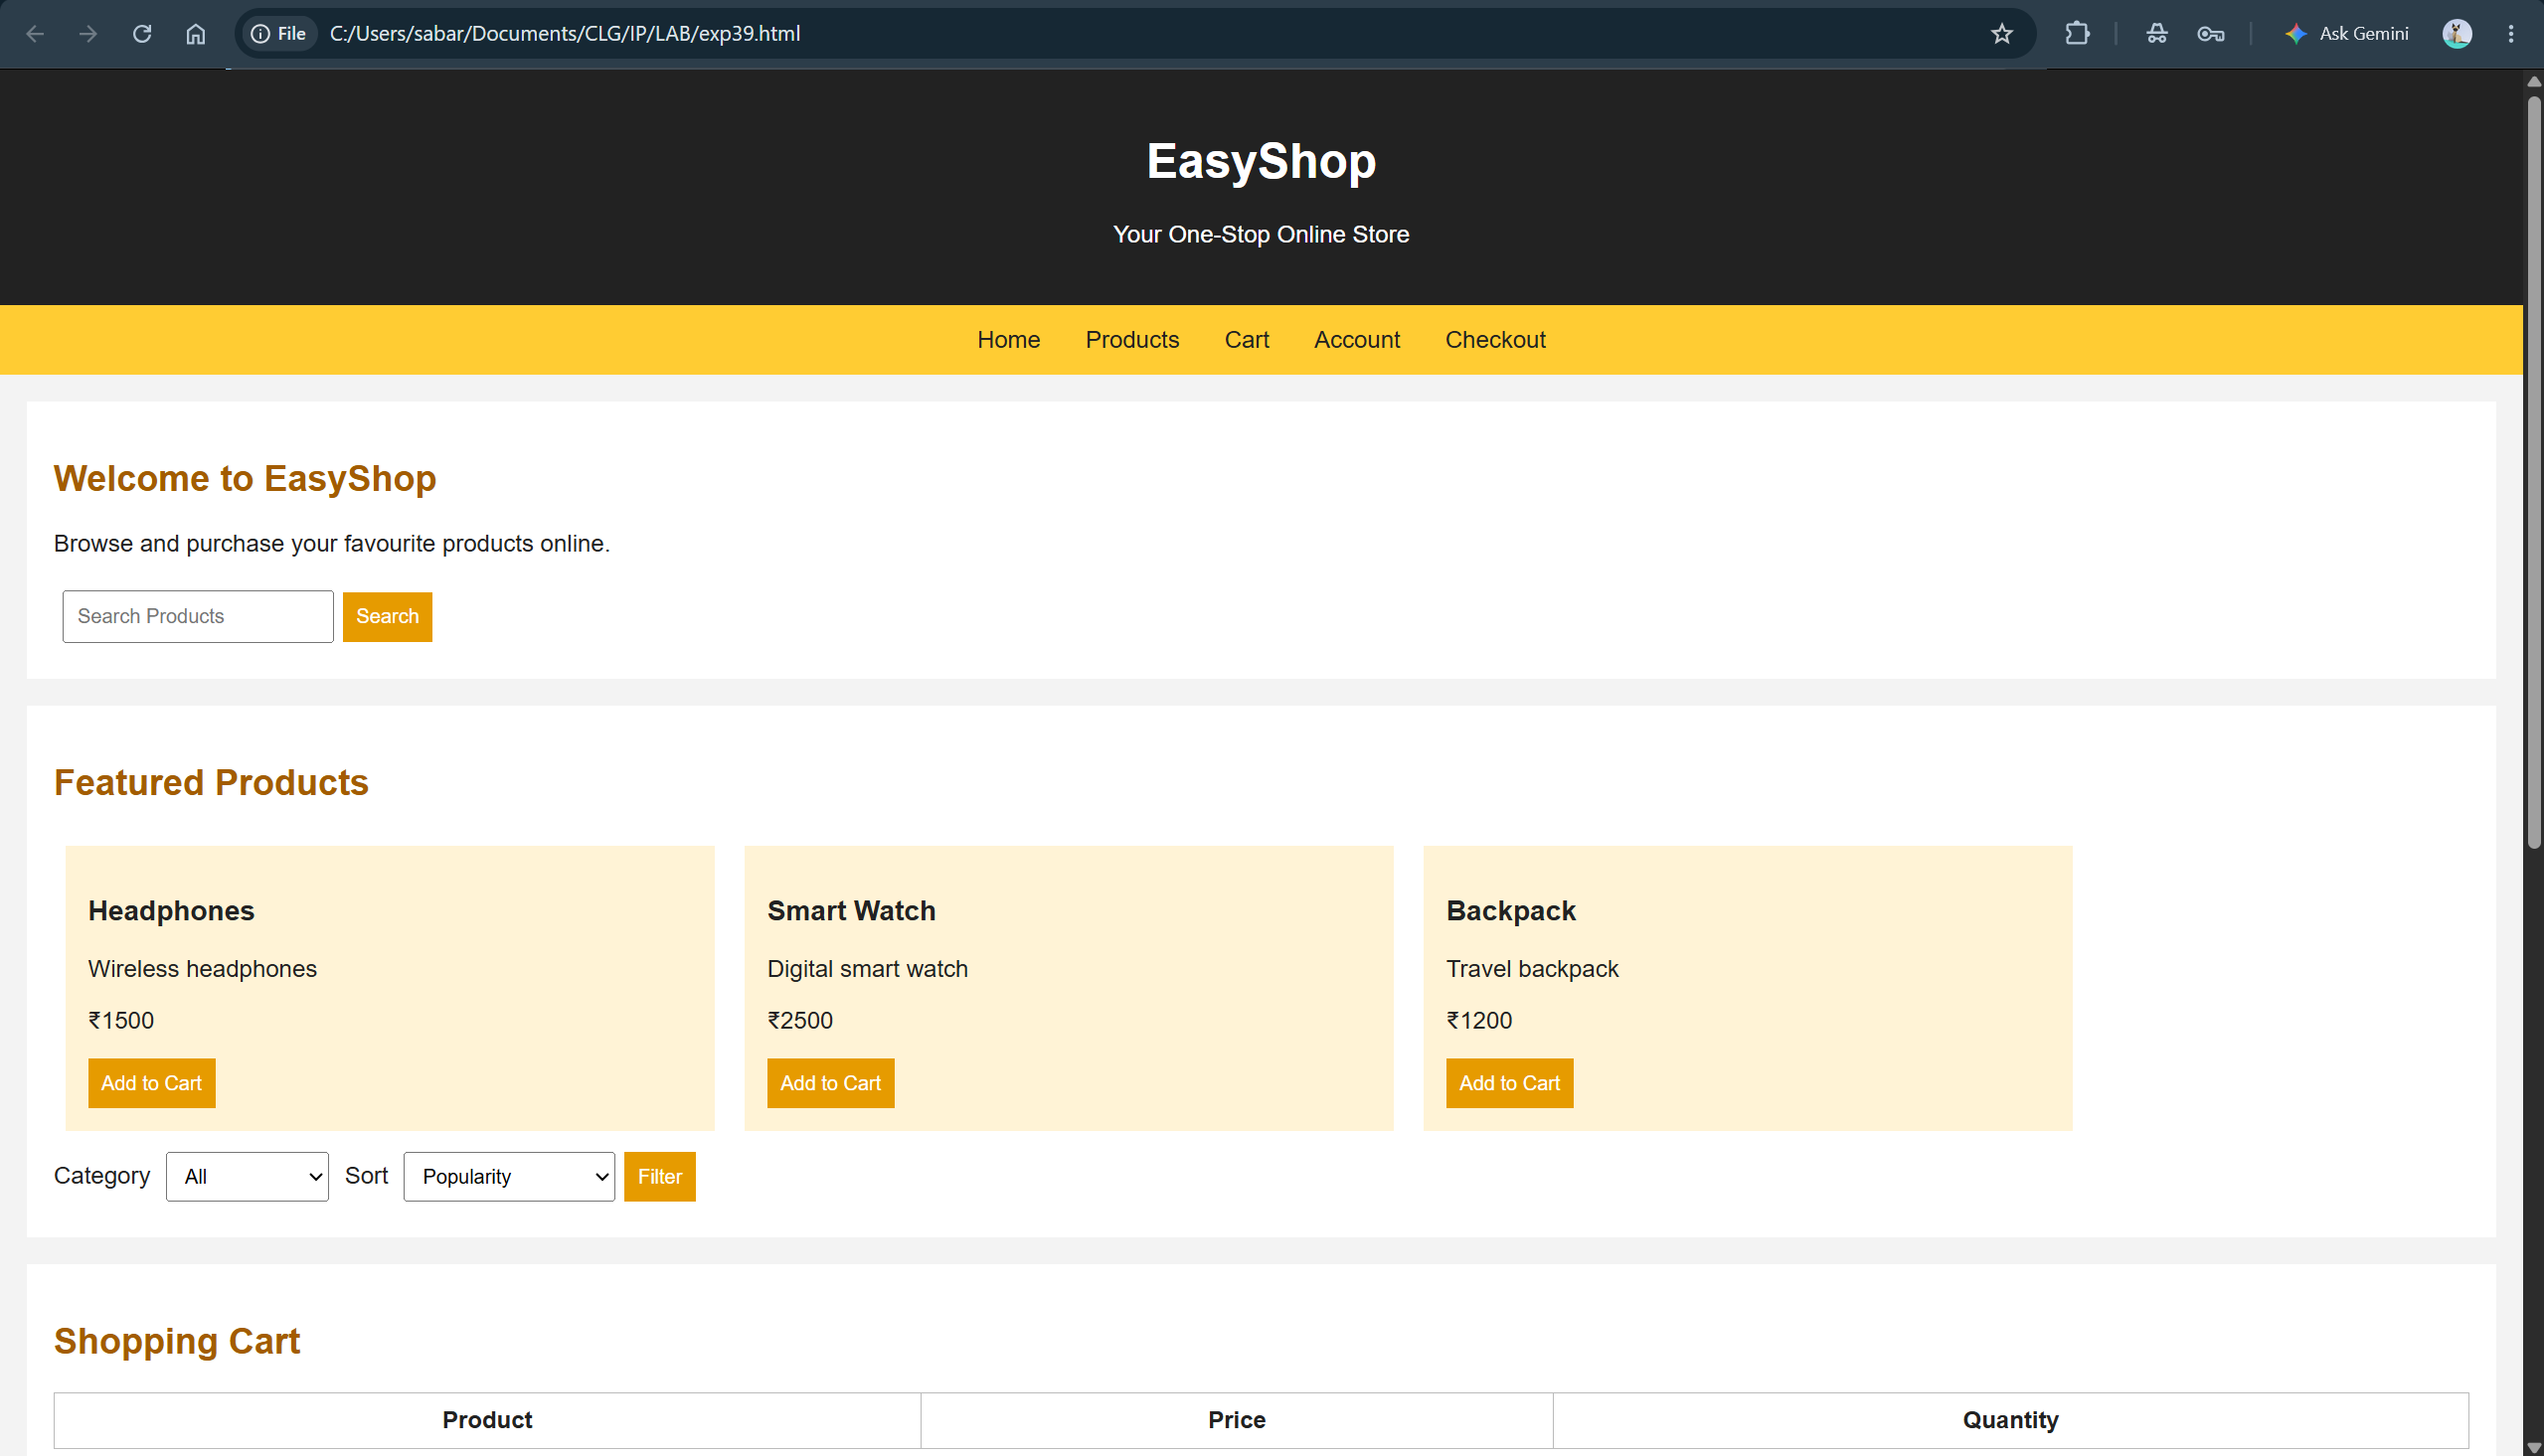 File C:/Users/sabar/Documents/CLG/IP/LAB/exp39.html Ask Gemini
EasyShop
Your One-Stop Online Store
Home Products Cart Account Checkout
Welcome to EasyShop
Browse and purchase your favourite products online.
Search Products Search
Featured Products
Headphones Smart Watch Backpack
Wireless headphones Digital smart watch Travel backpack
₹1500 ₹2500 ₹1200
Add to Cart Add to Cart Add to Cart
Category All Sort Popularity Filter
Shopping Cart
Product Price Quantity